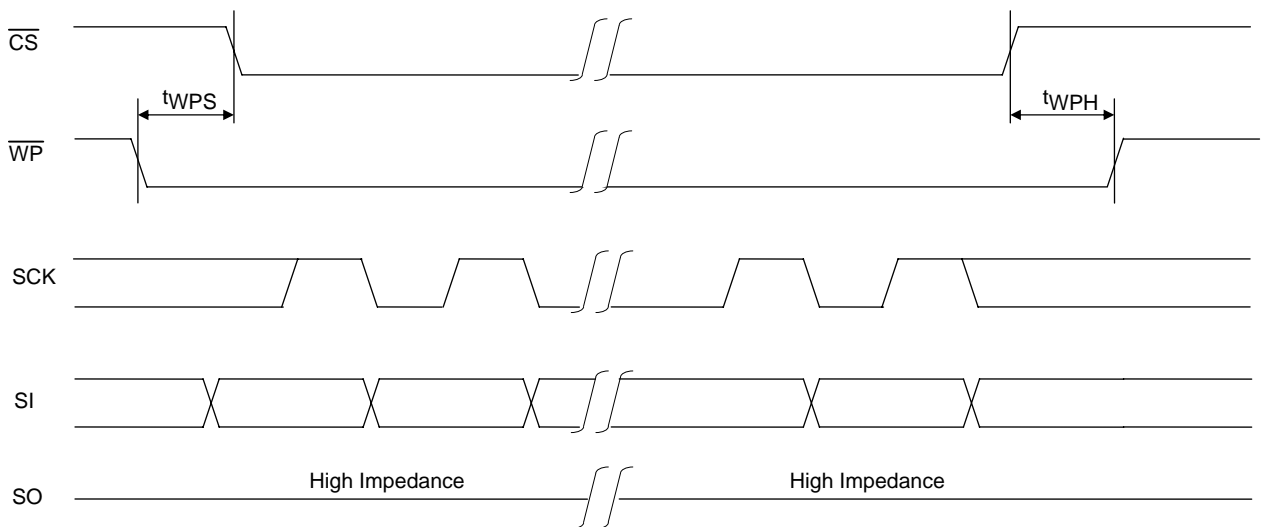 CS
tWPS
tWPH
WP
SCK
SI
High Impedance
High Impedance
SO